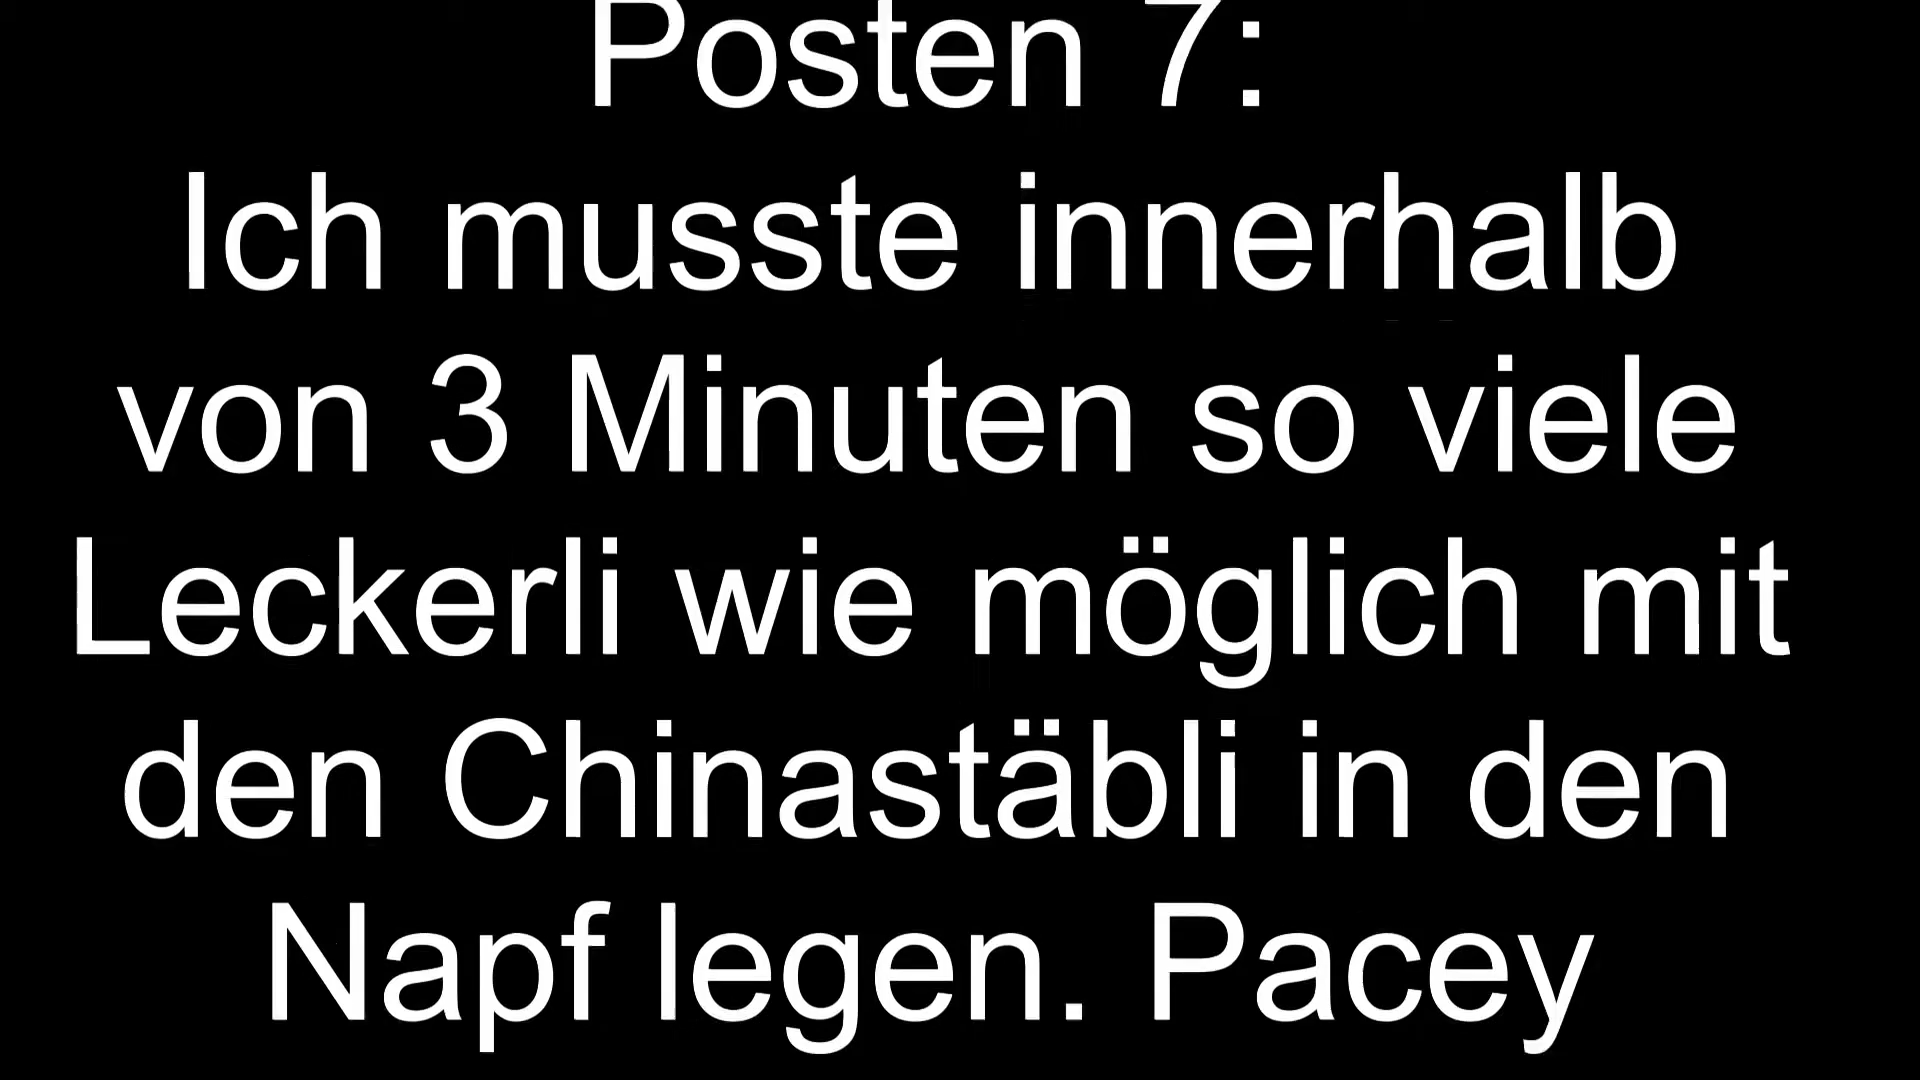 Posten 7:
Ich musste innerhalb
von 3 Minuten so viele
Leckerli wie möglich mit
den Chinastäbli in den
Napf legen. Pacey